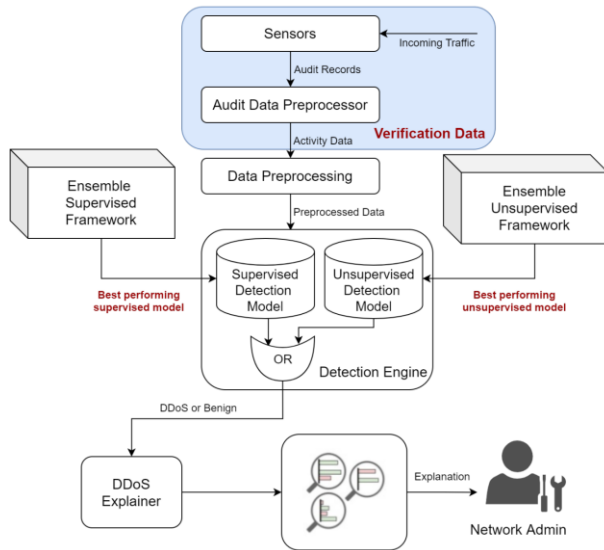 Sensors
Incoming Traffic
Audit Records
Audit Data Preprocessor
Verification Data
Activity Data
Data Preprocessing
Ensemble
Supervised
Framework
Ensemble
Unsupervised
Framework
Preprocessed Data
Supervised
Detection
Model
Unsupervised
Detection
Model
Best performing
supervised model
Best performing
unsupervised model
OR
Detection Engine
DDoS or Benign
DDoS
Explainer
Explanation
Network Admin